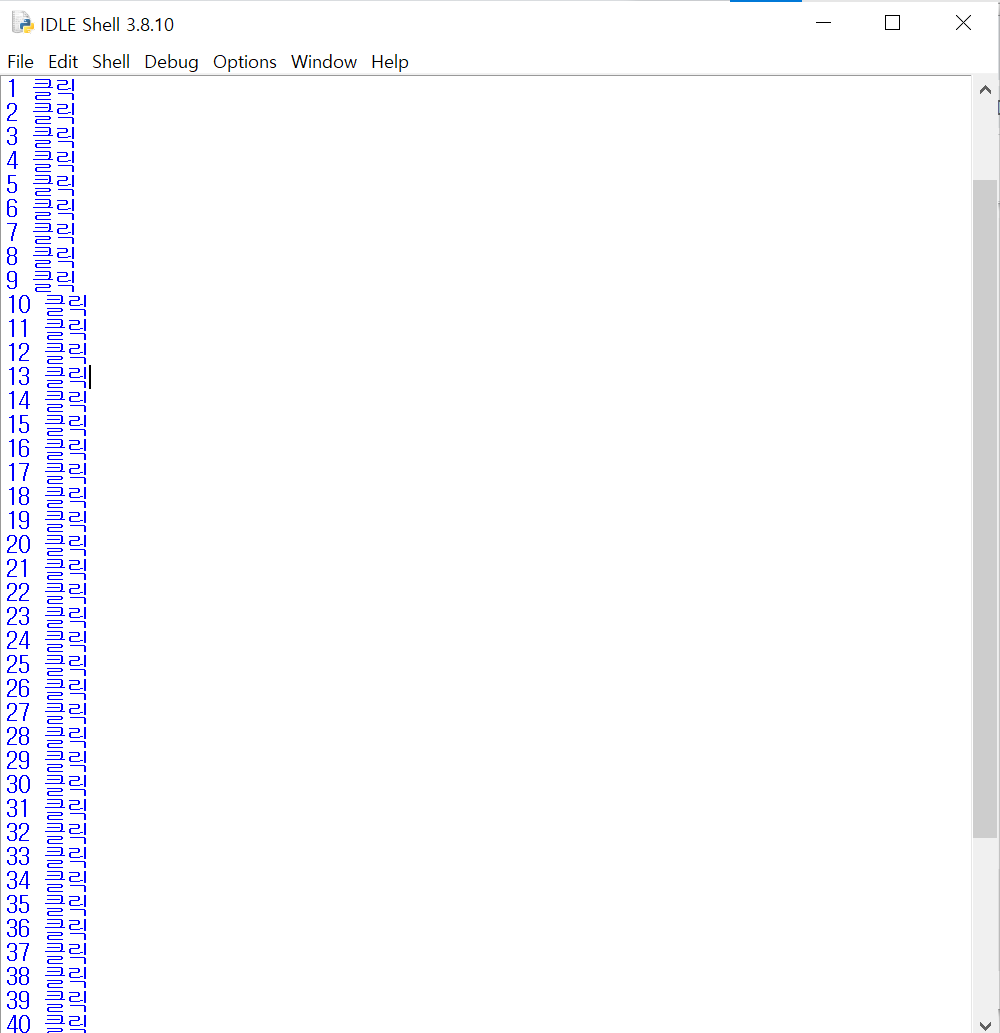 IDLE Shell 3.8.10
File Edit Shell Debug Options Window Help
1 클릭
2 클릭
3 클릭
4 클릭
5 클릭
6 클릭
7 클릭
8 클릭
9 클릭
10 클릭
11 클릭
12 클릭
13 클릭
14 클릭
15 클릭
16 클릭
17 클릭
18 클릭
19 클릭
20 클릭
21 클릭
22 클릭
23 클릭
24 클릭
25 클릭
26 클릭
27 클릭
28 클릭
29 클릭
30 클릭
31 클릭
32 클릭
33 클릭
34 클릭
35 클릭
36 클릭
37 클릭
38 클릭
39 클릭
40 클릭